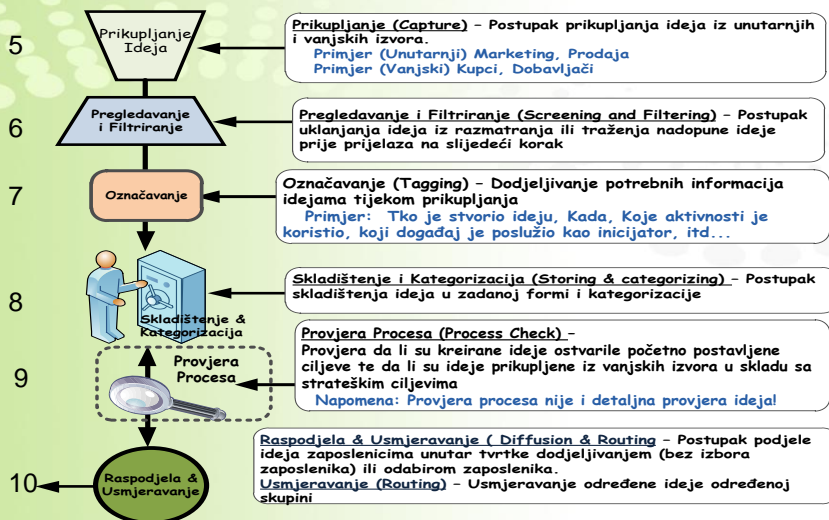 5
Prikupljanje
Ideja
Prikupljanje (Capture) – Postupak prikupljanja ideja iz unutarnjih
i vanjskih izvora.
Primjer (Unutarnji) Marketing, Prodaja
Primjer (Vanjski) Kupci, Dobavljači
6
Pregledavanje
i Filtriranje
Pregledavanje i Filtriranje (Screening and Filtering) – Postupak
uklanjanja ideja iz razmatranja ili traženja nadopune ideje
prije prijelaza na slijedeći korak
7
Označavanje
Označavanje (Tagging) – Dodjeljivanje potrebnih informacija
idejama tijekom prikupljanja
Primjer: Tko je stvorio ideju, Kada, Koje aktivnosti je
koristio, koji događaj je poslužio kao inicijator, itd...
8
Skladištenje &
Kategorizacija
Skladištenje i Kategorizacija (Storing & categorizing) – Postupak
skladištenja ideja u zadanoj formi i kategorizacije
9
Provjera
Procesa
Provjera Procesa (Process Check) –
Provjera da li su kreirane ideje ostvarile početno postavljene
ciljeve te da li su ideje prikupljene iz vanjskih izvora u skladu sa
strateškim ciljevima
Napomena: Provjera procesa nije i detaljna provjera ideja!
10
Raspodjela &
Usmjeravanje
Raspodjela & Usmjeravanje ( Diffusion & Routing – Postupak podjele
ideja zaposlenicima unutar tvrtke dodjeljivanjem (bez izbora
zaposlenika) ili odabirom zaposlenika.
Usmjeravanje (Routing) – Usmjeravanje određene ideje određenoj
skupini